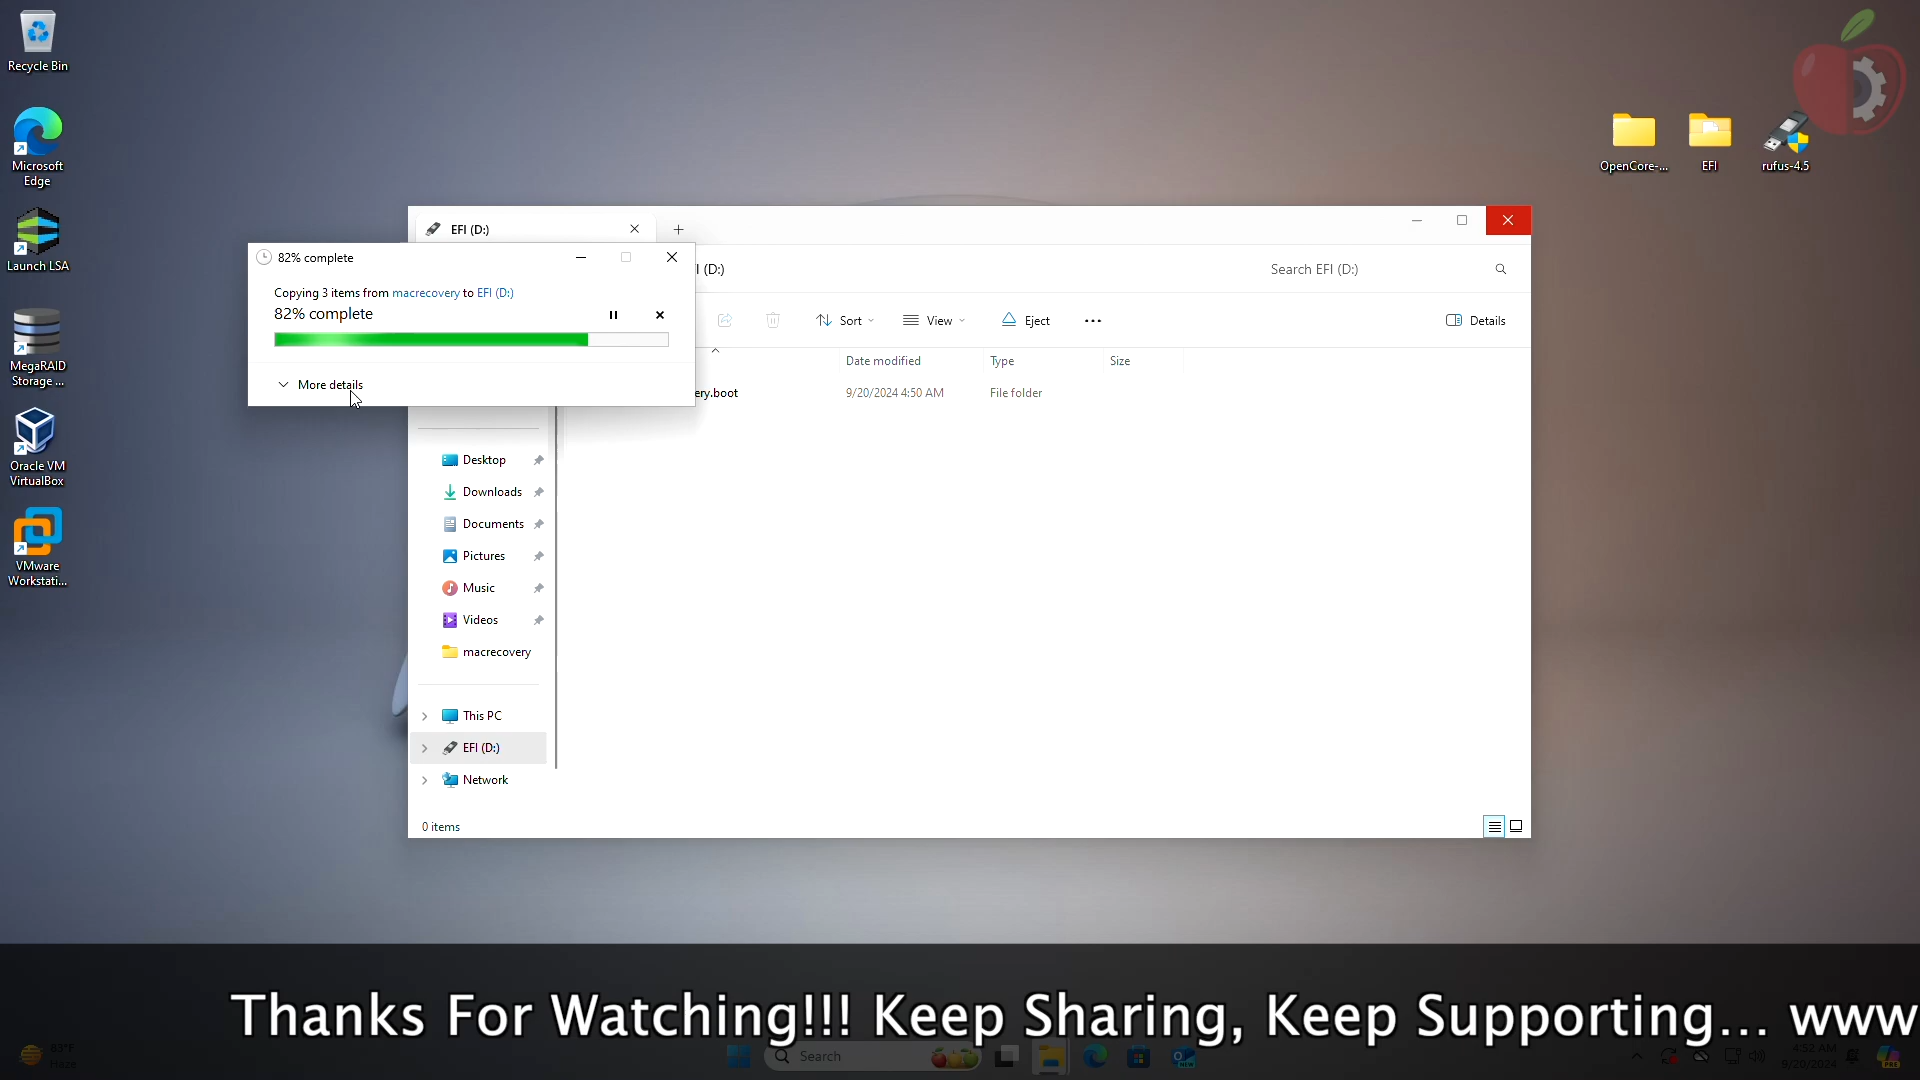 Recycle Bin
Microsoft
Edge
Launch LSA
MegaRAID
Storage ...
Oracle VM
VirtualBox
VMware
Workstati...
OpenCore-...
EFI
rufus-4.5
EFI (D:)
82% complete
Copying 3 items from macrecovery to EFI (D:)
82% complete
More details
I (D:)
Search EFI (D:)
Sort
View
Eject
Details
Date modified
Type
Size
ery.boot
9/20/2024 4:50 AM
File folder
Desktop
Downloads
Documents
Pictures
Music
Videos
macrecovery
This PC
EFI (D:)
Network
0 items
Thanks For Watching!!! Keep Sharing, Keep Supporting... www
63°F
Haze
Search
4:52 AM
9/20/2024